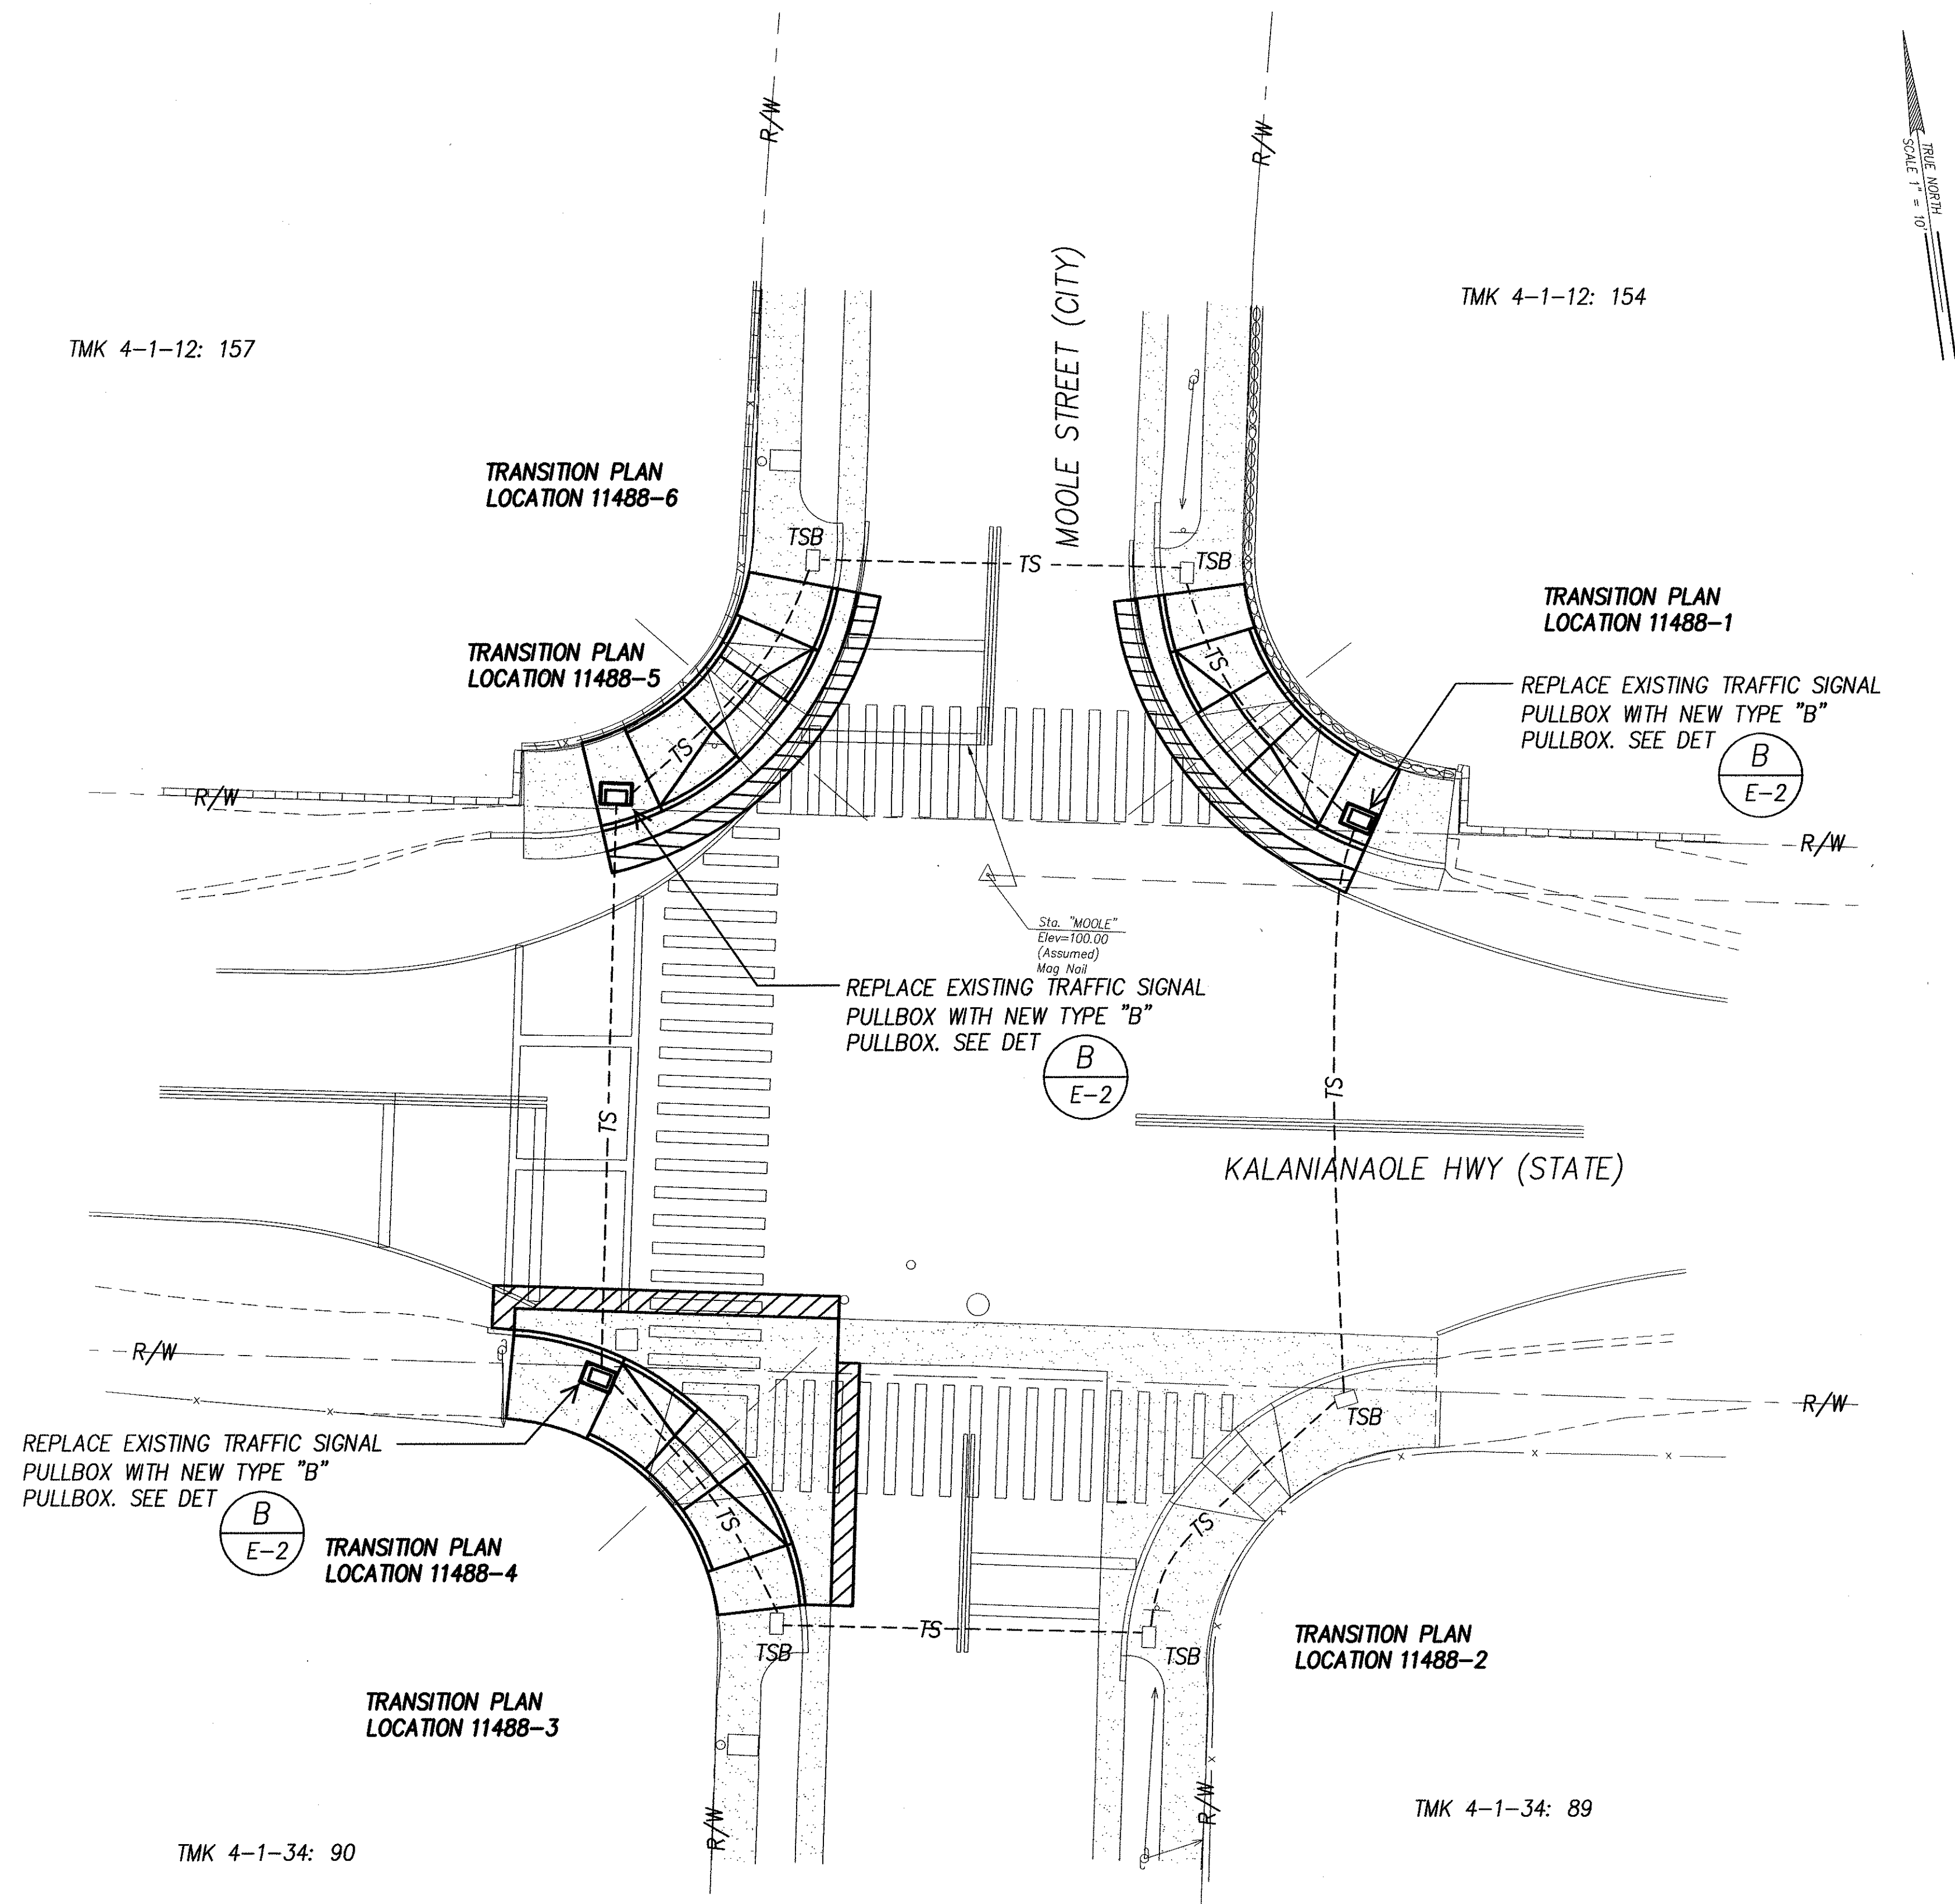 R/W
R/W
TRUE NORTH
SCALE 1" = 10'
MOOLE STREET (CITY)
TMK 4-1-12: 154
TMK 4-1-12: 157
TRANSITION PLAN
LOCATION 11488-6
TSB
TS
TSB
TRANSITION PLAN
LOCATION 11488-1
TRANSITION PLAN
LOCATION 11488-5
TS
TS
REPLACE EXISTING TRAFFIC SIGNAL
PULLBOX WITH NEW TYPE "B"
PULLBOX. SEE DET
B
E-2
R/W
R/W
Sta. "MOOLE"
Elev=100.00
(Assumed)
Mag Nail
REPLACE EXISTING TRAFFIC SIGNAL
PULLBOX WITH NEW TYPE "B"
PULLBOX. SEE DET
B
E-2
TS
TS
KALANIANAOLE HWY (STATE)
R/W
R/W
TSB
REPLACE EXISTING TRAFFIC SIGNAL
PULLBOX WITH NEW TYPE "B"
PULLBOX. SEE DET
B
E-2
TS
TS
TRANSITION PLAN
LOCATION 11488-4
TS
TSB
TSB
TRANSITION PLAN
LOCATION 11488-2
TRANSITION PLAN
LOCATION 11488-3
R/W
R/W
TMK 4-1-34: 89
TMK 4-1-34: 90